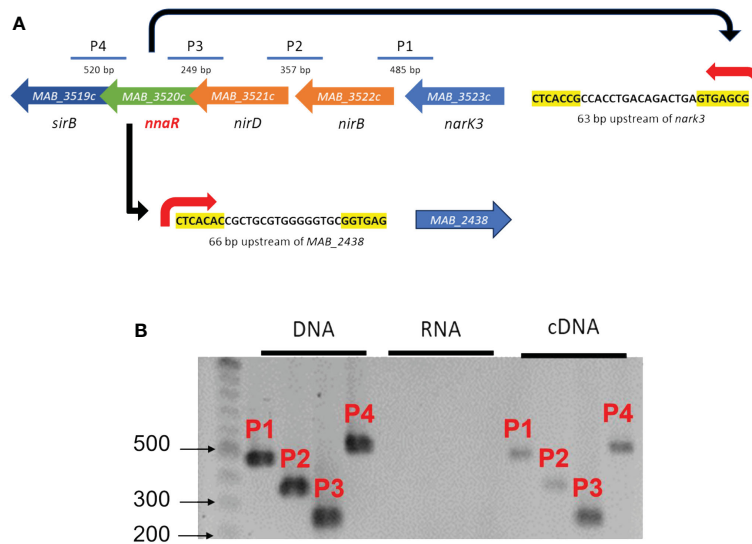 A
P4 P3 P2 P1
520 bp 249 bp 357 bp 485 bp
MAB_3519c MAB_3520c MAB_3521c MAB_3522c MAB_3523c
sirB nnaR nirD nirB narK3
CTCACCGCCACCTGACAGACTGAGTGAGCG
63 bp upstream of nark3
CTCACACCGCTGCGTGGGGGTGCGGTGAG
66 bp upstream of MAB_2438
MAB_2438
B
DNA RNA cDNA
P1 P2 P3 P4 P1 P2 P3 P4
500
300
200